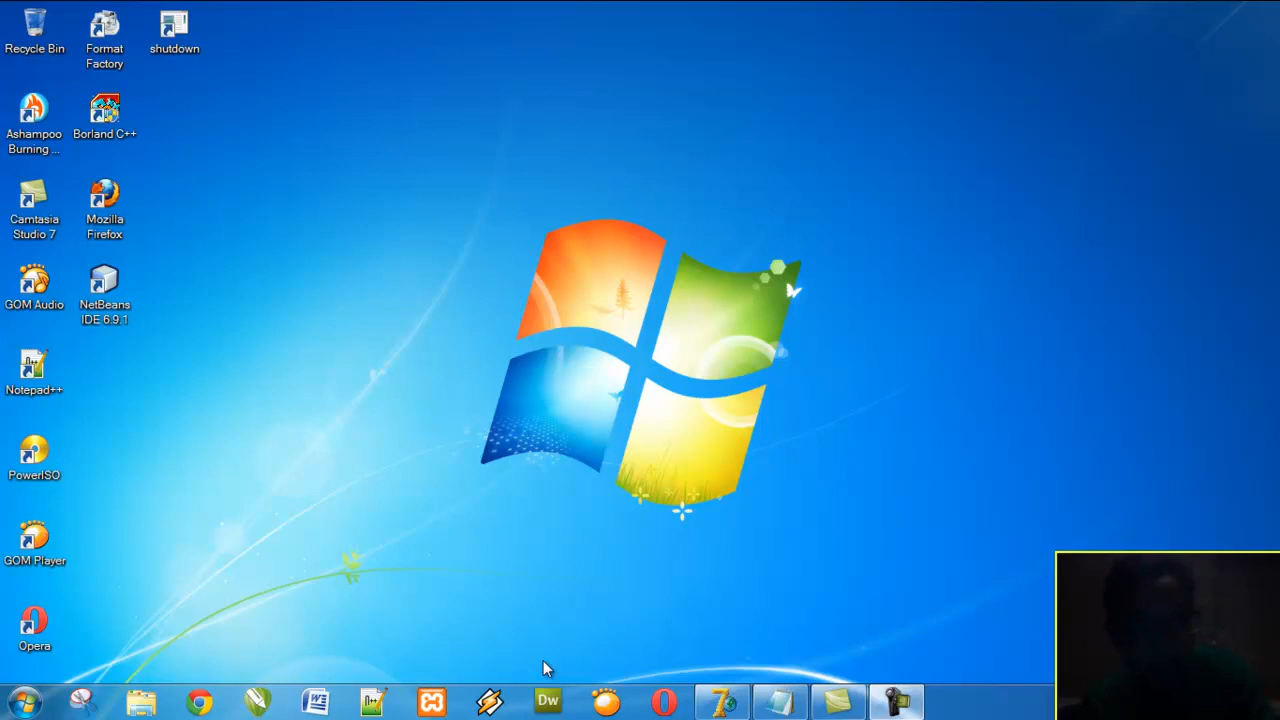 Recycle Bin
Format
Factory
shutdown
Ashampoo
Burning ...
Borland C++
Camtasia
Studio 7
Mozilla
Firefox
GOM Audio
NetBeans
IDE 6.9.1
Notepad++
PowerISO
GOM Player
Opera
Dw